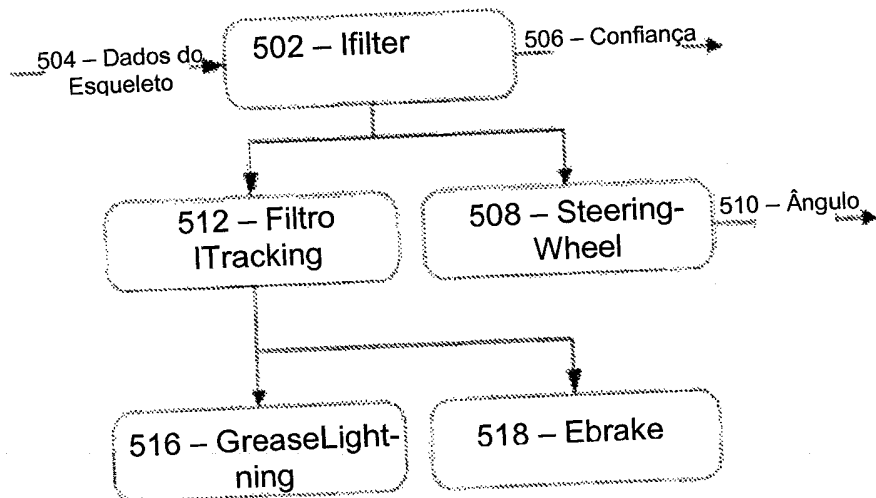 504 – Dados do
Esqueleto
502 – Ifilter
506 – Confiança
512 – Filtro
ITracking
508 – Steering-
Wheel
510 – Ângulo
516 – GreaseLight-
ning
518 – Ebrake